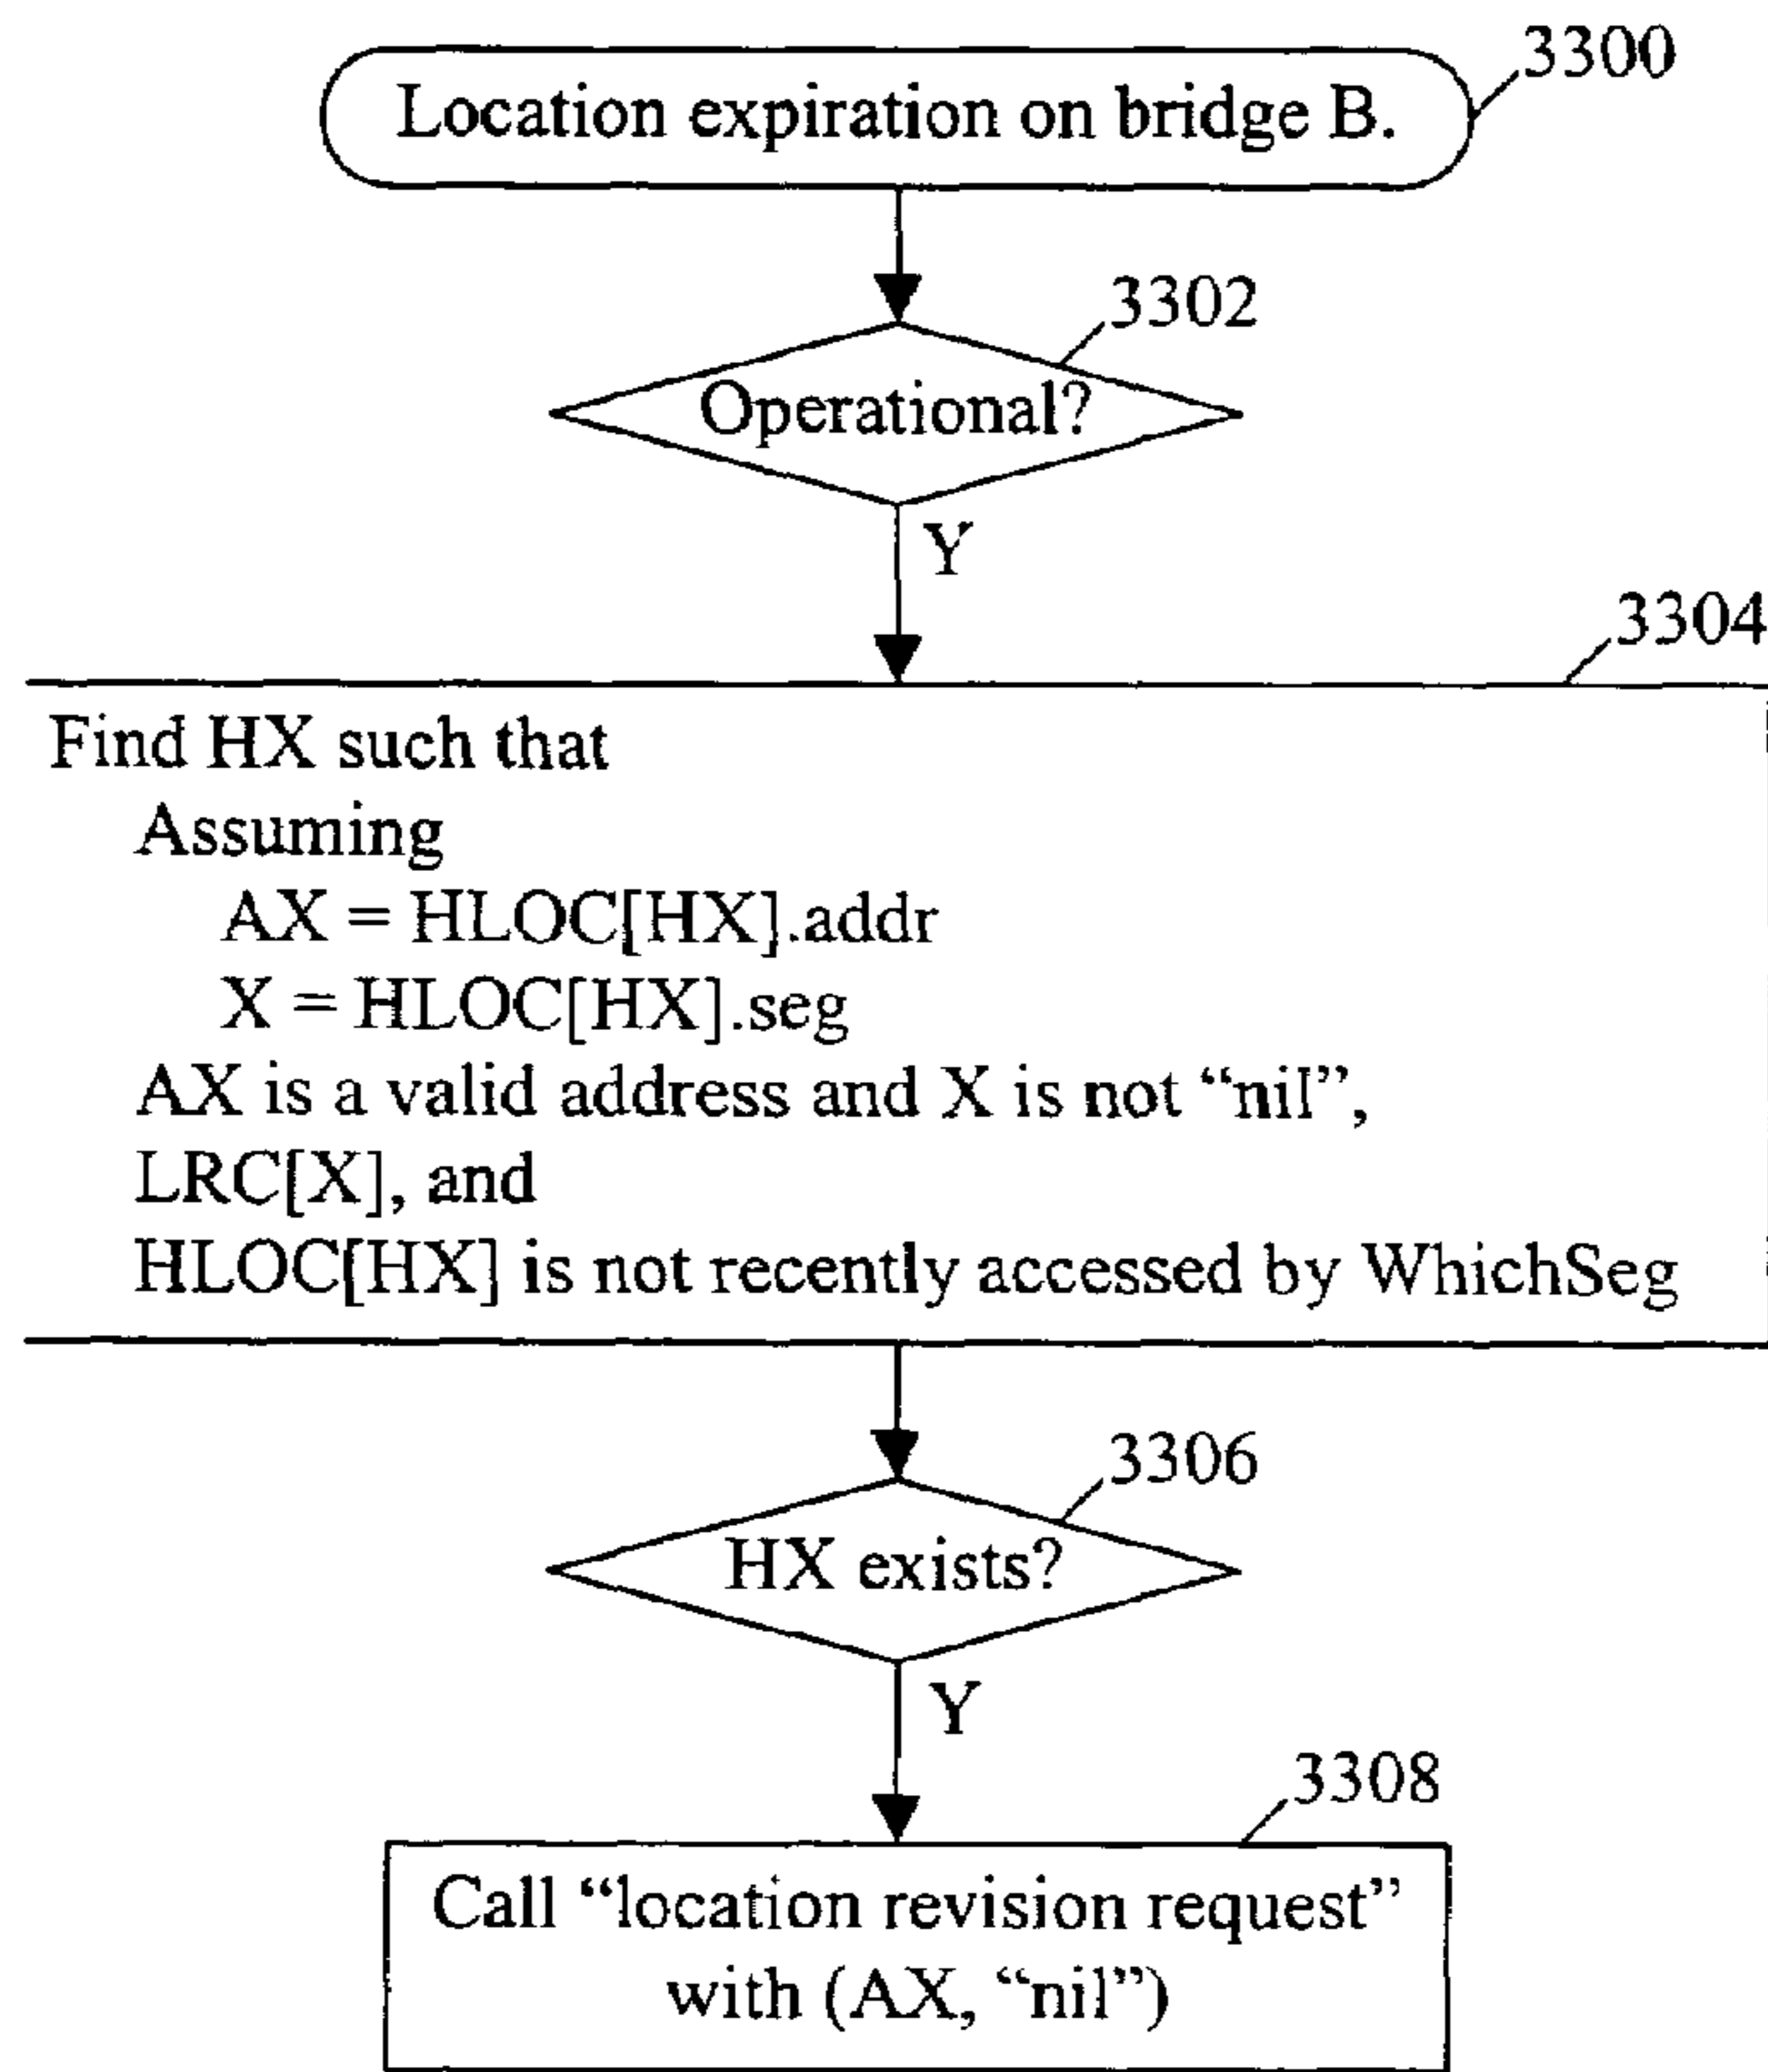 3300
Location expiration on bridge B.
3302
Operational?
Y
3304
Find HX such that
Assuming
AX = HLOC[HX].addr
X = HLOC[HX].seg
AX is a valid address and X is not “nil”,
LRC[X], and
HLOC[HX] is not recently accessed by WhichSeg
3306
HX exists?
Y
3308
Call “location revision request”
with (AX, “nil”)